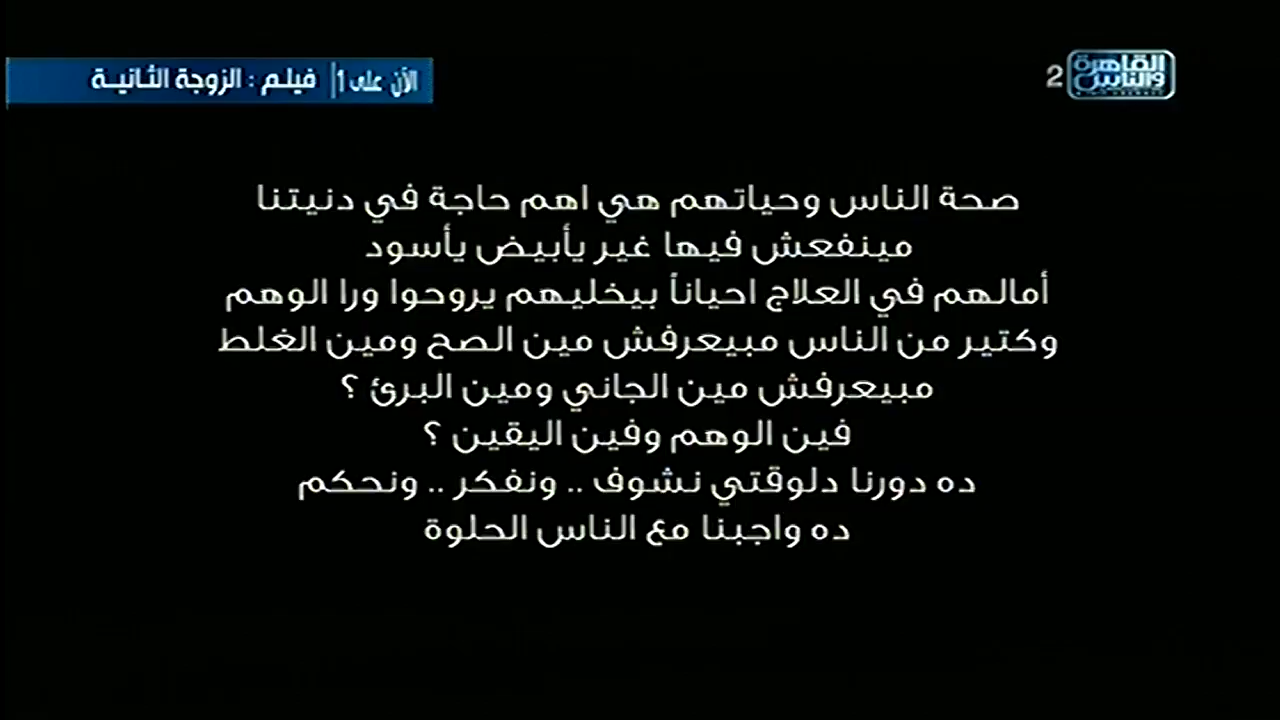 الآن على 1 فيلم : الزوجة الثانية
القاهرة
والناس
2
صحة الناس وحياتهم هي اهم حاجة في دنيتنا
مينفعش فيها غير يأبيض يأسود
أمالهم في العلاج احياناً بيخليهم يروحوا ورا الوهم
وكتير من الناس مبيعرفش مين الصح ومين الغلط
مبيعرفش مين الجاني ومين البرئ ؟
فين الوهم وفين اليقين ؟
ده دورنا دلوقتي نشوف .. ونفكر .. ونحكم
ده واجبنا مع الناس الحلوة